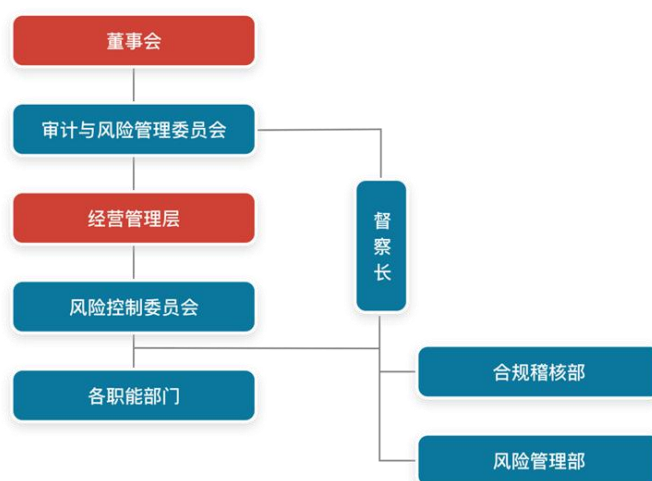 董事会
审计与风险管理委员会
经营管理层
督察长
风险控制委员会
合规稽核部
各职能部门
风险管理部